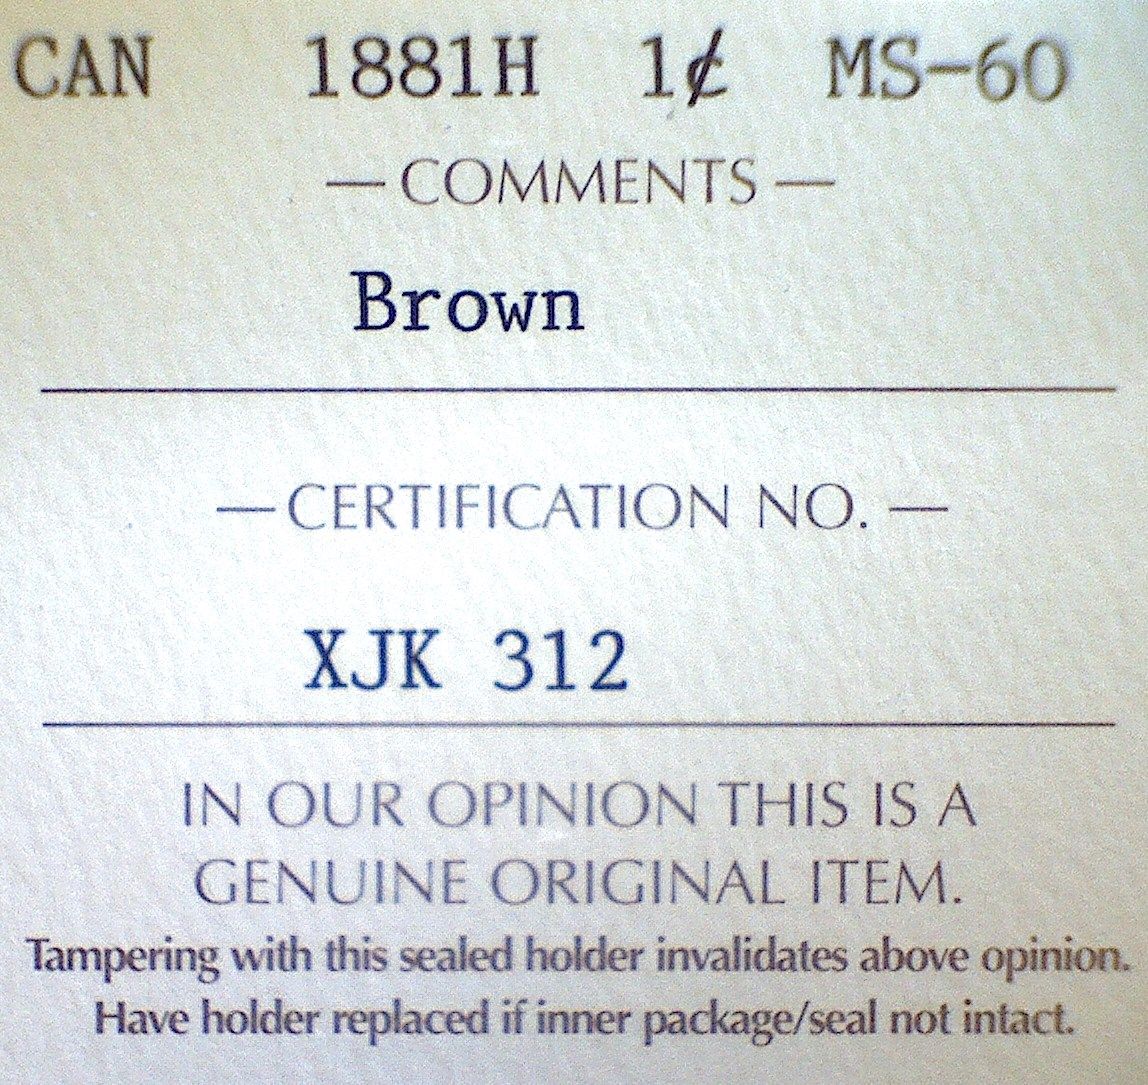 CAN 1881H 1¢ MS-60
— COMMENTS —
Brown
— CERTIFICATION NO. —
XJK 312
IN OUR OPINION THIS IS A
GENUINE ORIGINAL ITEM.
Tampering with this sealed holder invalidates above opinion.
Have holder replaced if inner package/seal not intact.